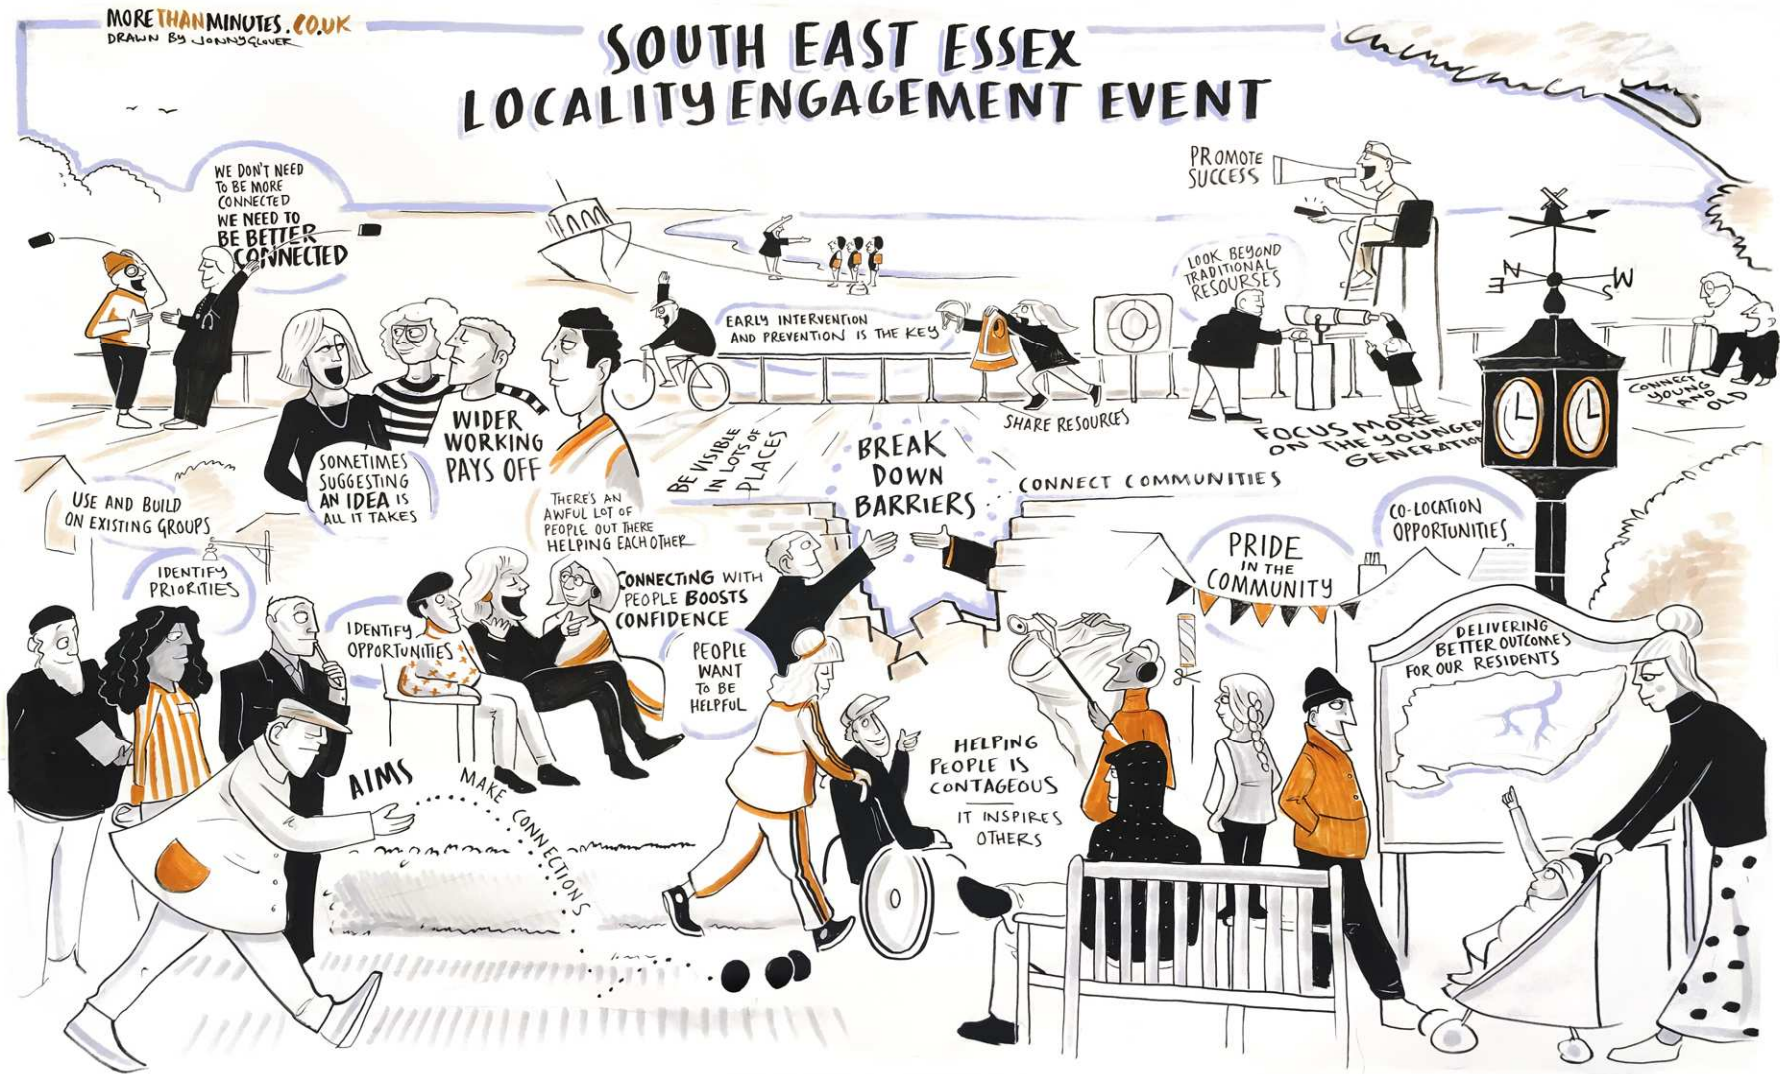 MORETHANMINUTES.CO.UK
DRAWN BY JONNYGLOVER
SOUTH EAST ESSEX
LOCALITY ENGAGEMENT EVENT
WE DON'T NEED
TO BE MORE
CONNECTED
WE NEED TO
BE BETTER
CONNECTED
PROMOTE
SUCCESS
LOOK BEYOND
TRADITIONAL
RESOURSES
EARLY INTERVENTION
AND PREVENTION IS THE KEY
SHARE RESOURCES
FOCUS MORE
ON THE YOUNGER
GENERATION
N
E
W
S
CONNECT
YOUNG
AND
OLD
WIDER
WORKING
PAYS OFF
SOMETIMES
SUGGESTING
AN IDEA IS
ALL IT TAKES
BE VISIBLE
IN LOTS OF
PLACES
BREAK
DOWN
BARRIERS
CONNECT COMMUNITIES
USE AND BUILD
ON EXISTING GROUPS
IDENTIFY
PRIORITIES
THERE'S AN
AWFUL LOT OF
PEOPLE OUT THERE
HELPING EACH OTHER
CONNECTING WITH
PEOPLE BOOSTS
CONFIDENCE
IDENTIFY
OPPORTUNITIES
PEOPLE
WANT
TO BE
HELPFUL
PRIDE
IN THE
COMMUNITY
CO-LOCATION
OPPORTUNITIES
DELIVERING
BETTER OUTCOMES
FOR OUR RESIDENTS
AIMS
MAKE CONNECTIONS
HELPING
PEOPLE IS
CONTAGEOUS
IT INSPIRES
OTHERS